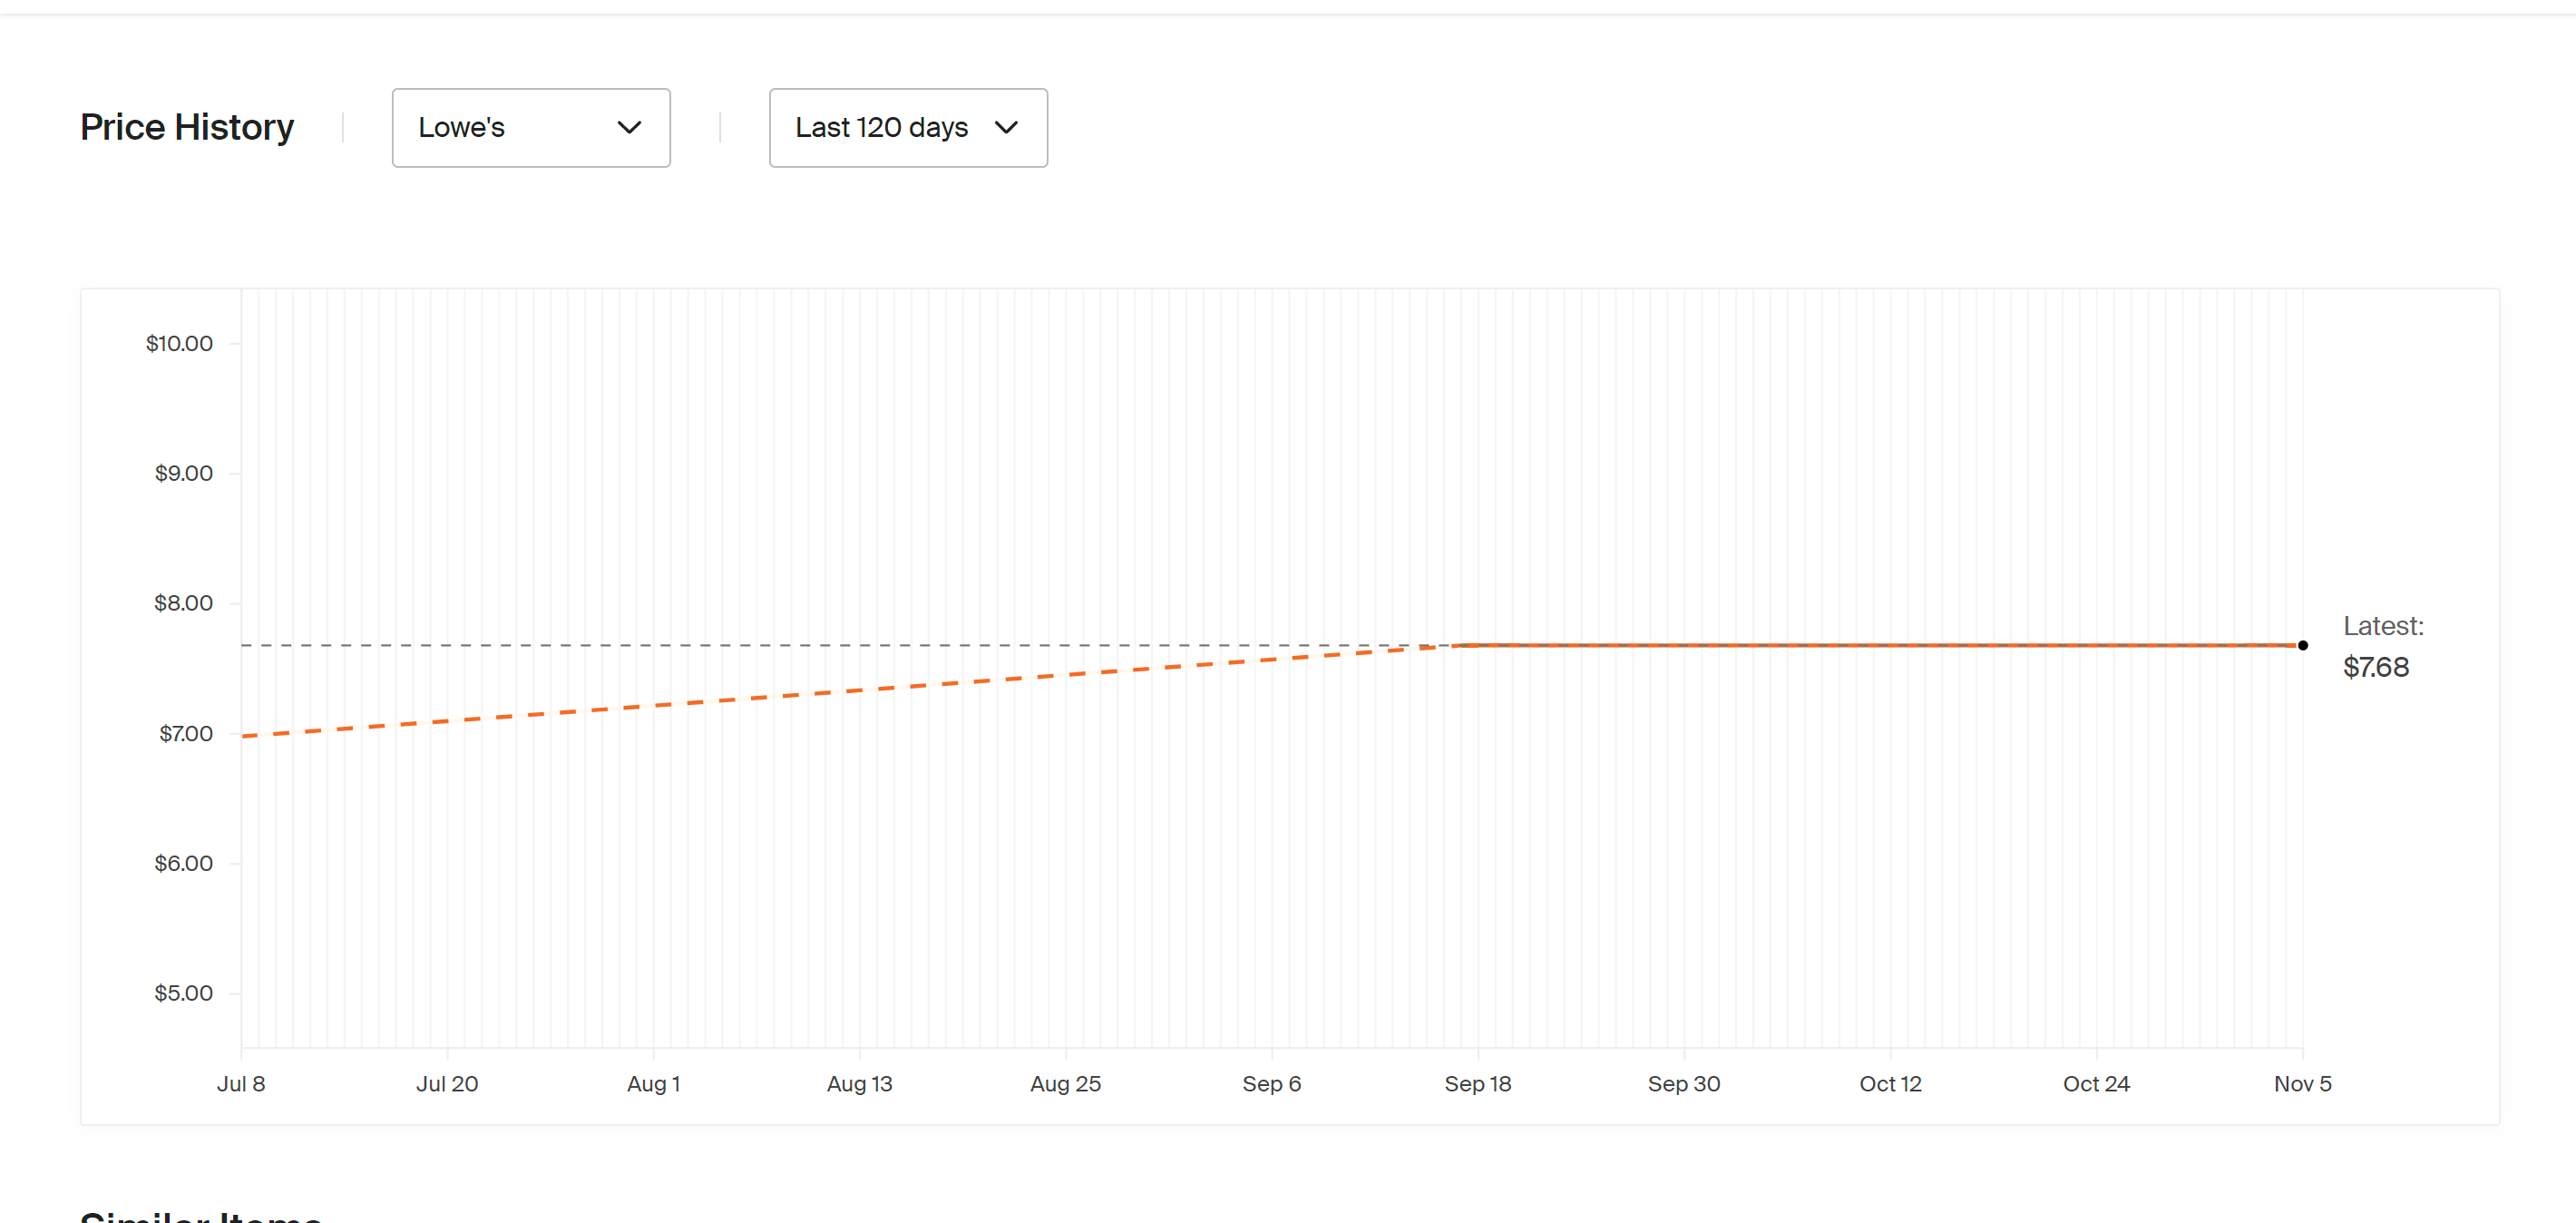 Price History
Lowe's
Last 120 days
$10.00
$9.00
$8.00
$7.00
$6.00
$5.00
Latest:
$7.68
Jul 8
Jul 20
Aug 1
Aug 13
Aug 25
Sep 6
Sep 18
Sep 30
Oct 12
Oct 24
Nov 5
Similar Items